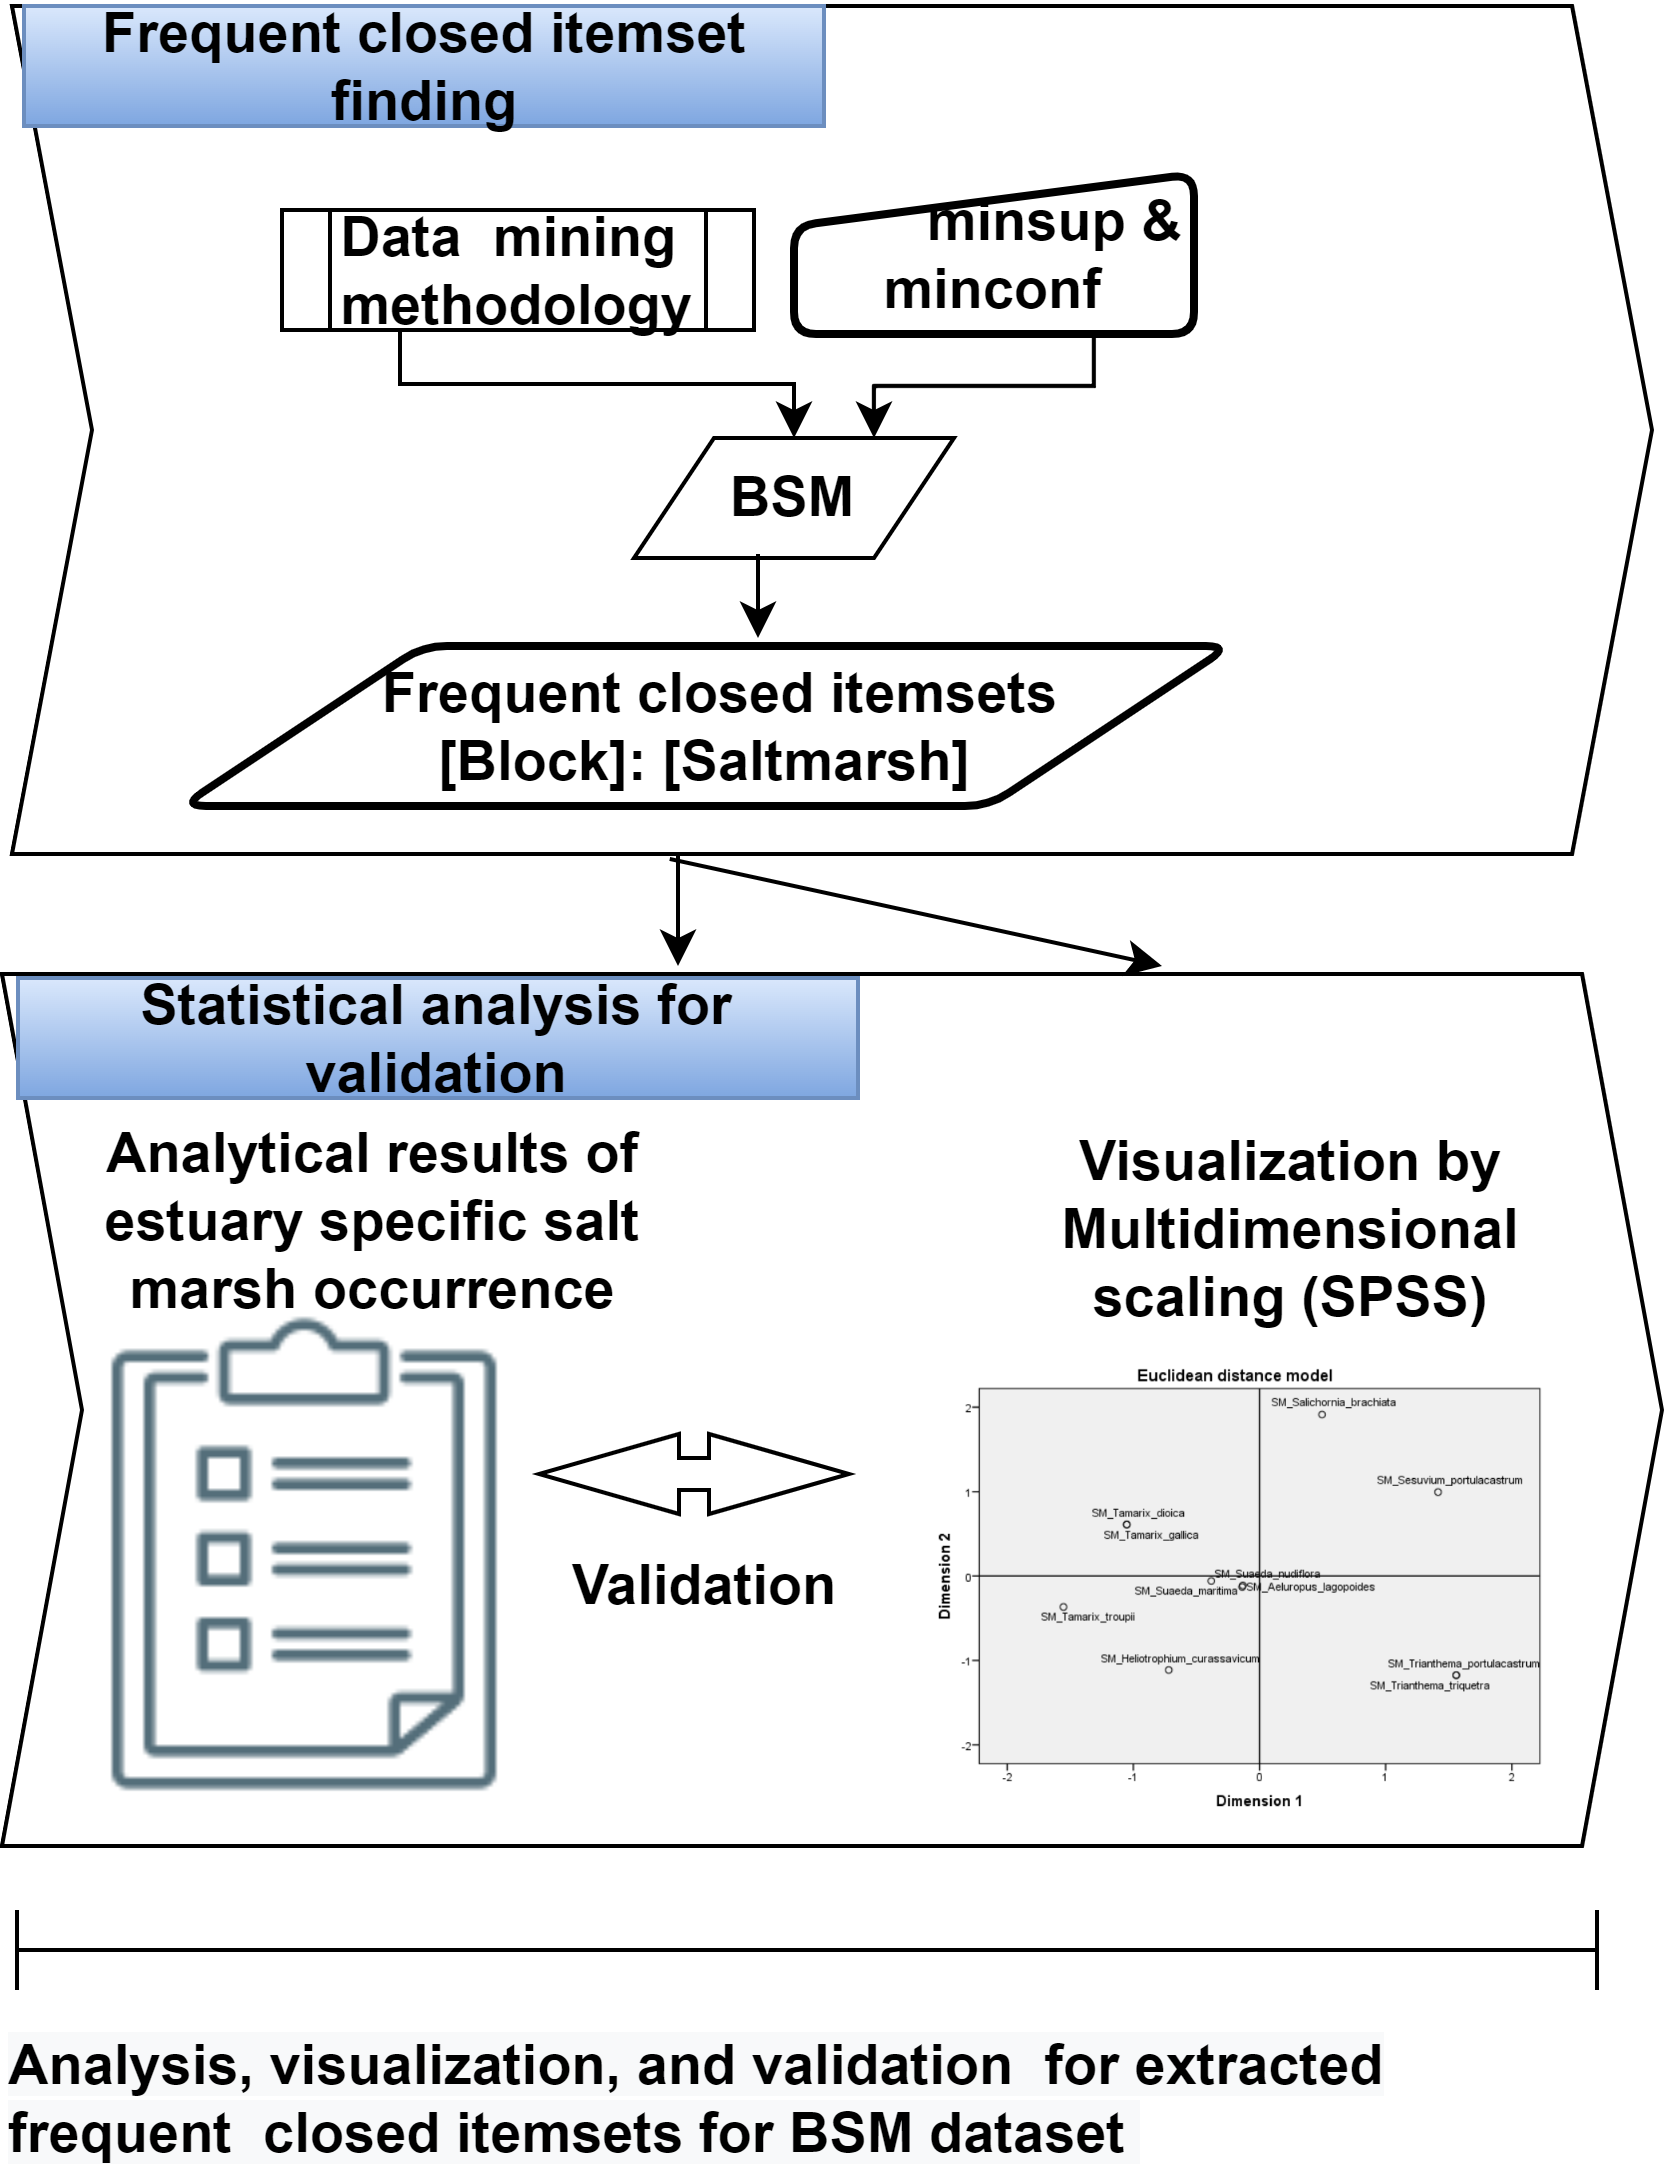 Frequent closed itemset
finding
Data mining
methodology
minsup &
minconf
BSM
Frequent closed itemsets
[Block]: [Saltmarsh]
Statistical analysis for
validation
Analytical results of
estuary specific salt
marsh occurrence
Visualization by
Multidimensional
scaling (SPSS)
Validation
Euclidean distance model
SM_Salichornia_brachiata
SM_Sesuvium_portulacastrum
SM_Tamarix_dioica
SM_Tamarix_gallica
SM_Suaeda_nudiflora
SM_Suaeda_maritima
SM_Aeluropus_lagopoides
SM_Tamarix_troupii
SM_Heliotrophium_curassavicum
SM_Trianthema_portulacastrum
SM_Trianthema_triquetra
Dimension 2
2
1
0
-1
-2
-2
-1
0
1
2
Dimension 1
Analysis, visualization, and validation for extracted
frequent closed itemsets for BSM dataset